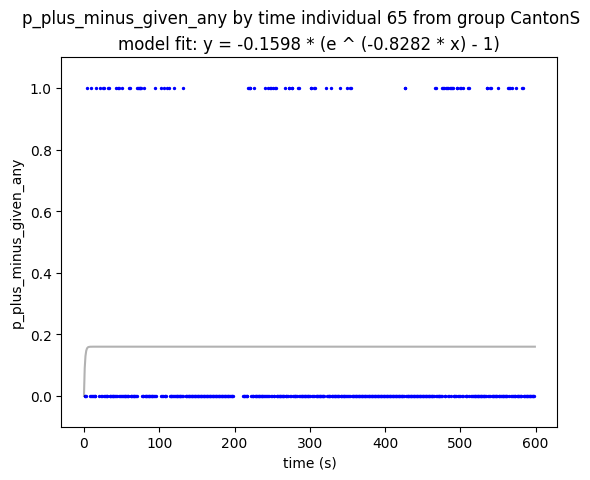 p_plus_minus_given_any by time individual 65 from group CantonS
model fit: y = -0.1598 * (e ^ (-0.8282 * x) - 1)
1.0
0.8
0.6
0.4
0.2
0.0
p_plus_minus_given_any
0 100 200 300 400 500 600
time (s)